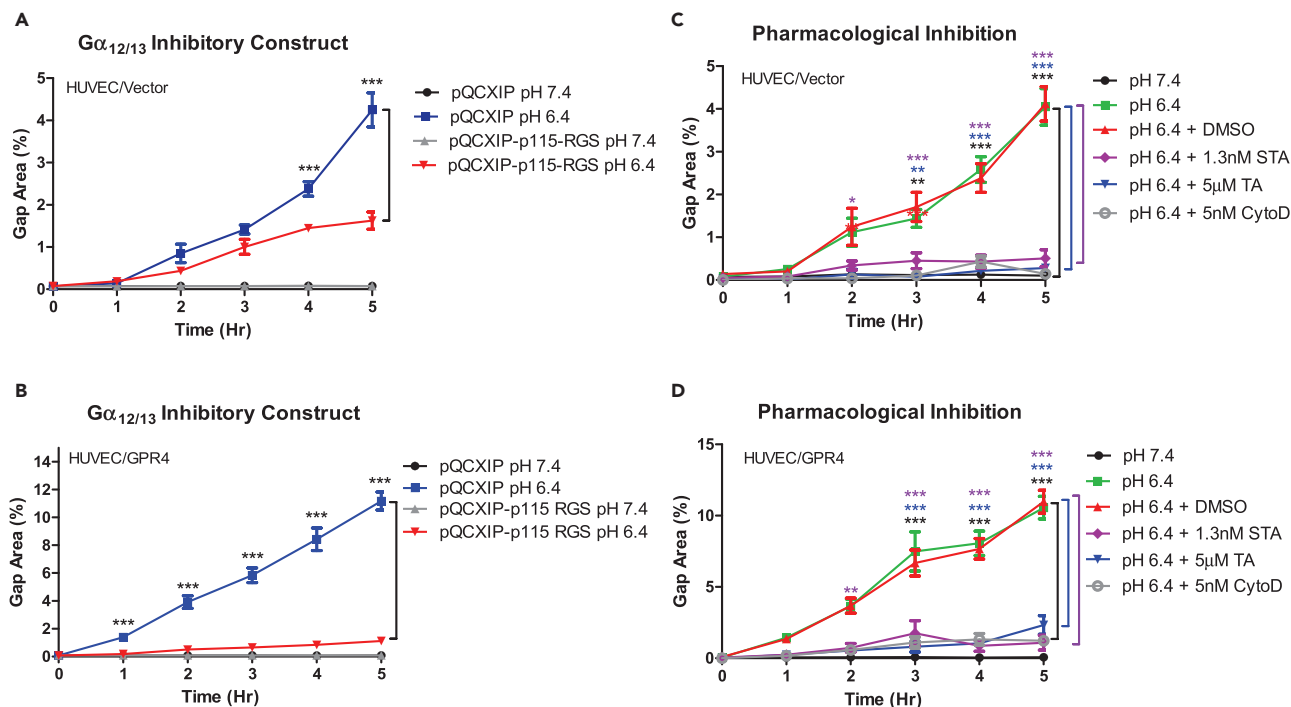 A
Gα12/13 Inhibitory Construct
HUVEC/Vector
Gap Area (%)
5
4
3
2
1
0
***
***
0 1 2 3 4 5
Time (Hr)
pQCXIP pH 7.4
pQCXIP pH 6.4
pQCXIP-p115-RGS pH 7.4
pQCXIP-p115-RGS pH 6.4
C
Pharmacological Inhibition
HUVEC/Vector
Gap Area (%)
5
4
3
2
1
0
*
***
**
**
***
***
***
***
***
***
0 1 2 3 4 5
Time (Hr)
pH 7.4
pH 6.4
pH 6.4 + DMSO
pH 6.4 + 1.3nM STA
pH 6.4 + 5μM TA
pH 6.4 + 5nM CytoD
B
Gα12/13 Inhibitory Construct
HUVEC/GPR4
Gap Area (%)
14
12
10
8
6
4
2
0
***
***
***
***
***
0 1 2 3 4 5
Time (Hr)
pQCXIP pH 7.4
pQCXIP pH 6.4
pQCXIP-p115 RGS pH 7.4
pQCXIP-p115 RGS pH 6.4
D
Pharmacological Inhibition
HUVEC/GPR4
Gap Area (%)
15
10
5
0
**
***
***
***
***
***
***
***
***
***
0 1 2 3 4 5
Time (Hr)
pH 7.4
pH 6.4
pH 6.4 + DMSO
pH 6.4 + 1.3nM STA
pH 6.4 + 5μM TA
pH 6.4 + 5nM CytoD